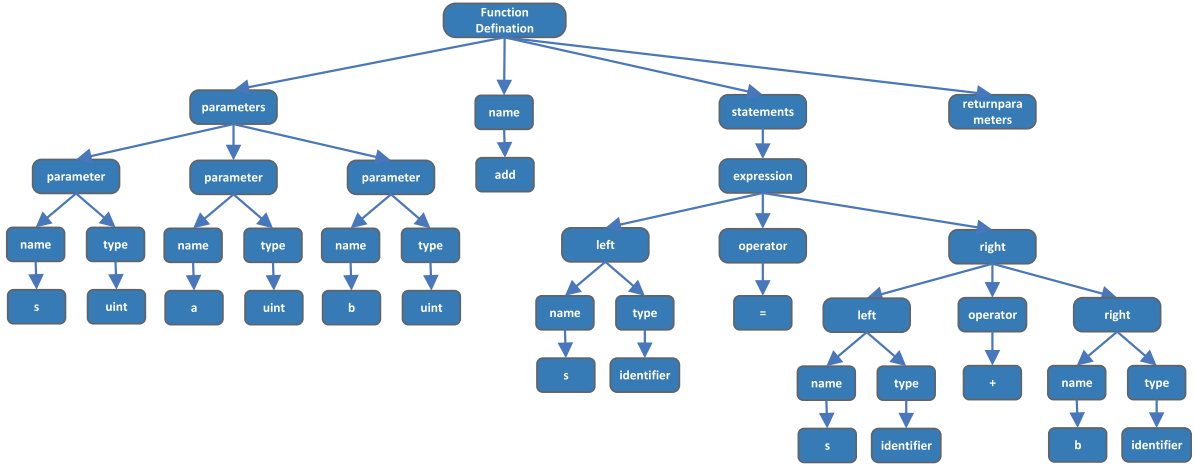 Function
Defination
parameters
name
statements
returnpara
meters
parameter
parameter
parameter
add
expression
name
type
name
type
name
type
left
operator
right
s
uint
a
uint
b
uint
name
type
=
left
operator
right
s
identifier
name
type
+
name
type
s
identifier
b
identifier